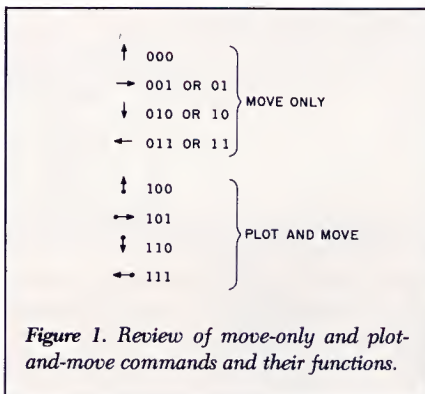 000
001 OR 01
010 OR 10
011 OR 11
MOVE ONLY
100
101
110
111
PLOT AND MOVE
Figure 1. Review of move-only and plot-
and-move commands and their functions.